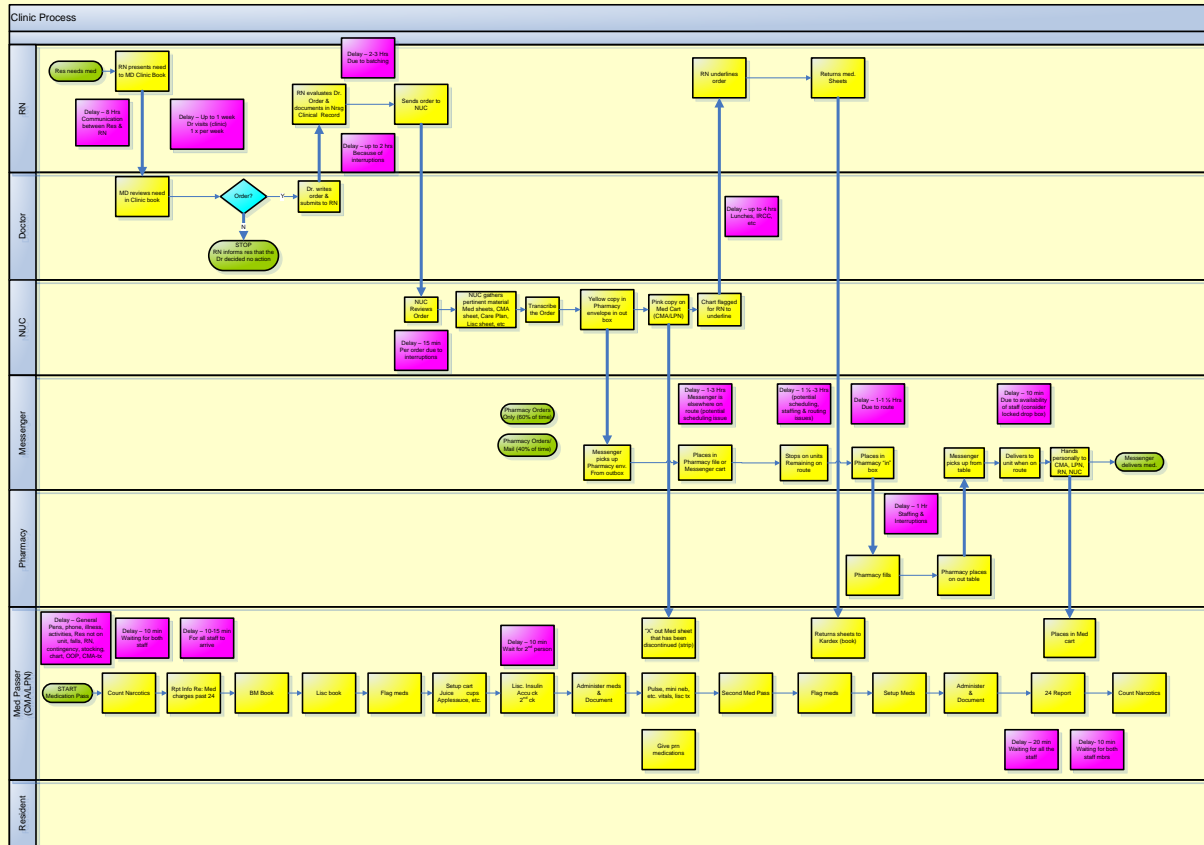 Clinic Process
RN
Res needs med
RN presents need
to MD Clinic Book
Delay – 8 Hrs
Communication
between Res &
RN
Delay – Up to 1 week
Dr visits (clinic)
1 x per week
Delay – 2-3 Hrs
Due to batching
RN evaluates Dr.
Order &
documents in Nrsg
Clinical Record
Sends order to
NUC
Delay – up to 2 hrs
Because of
interruptions
RN underlines
order
Returns med.
Sheets
Doctor
MD reviews need
in Clinic book
Order?
Y
N
STOP
RN informs res that the
Dr decided no action
Dr. writes
order &
submits to RN
Delay – up to 4 hrs
Lunches, IRCC,
etc
NUC
NUC
Reviews
Order
NUC gathers
pertinent material
Med sheets, CMA
sheet, Care Plan,
Lisc sheet, etc
Transcribe
the Order
Yellow copy in
Pharmacy
envelope in out
box
Pink copy on
Med Cart
(CMA/LPN)
Chart flagged
for RN to
underline
Delay – 15 min
Per order due to
interruptions
Messenger
Pharmacy Orders
Only (60% of time)
Pharmacy Orders/
Mail (40% of time)
Delay – 1-3 Hrs
Messenger is
elsewhere on
route (potential
scheduling issue
Delay – 1 ½ -3 Hrs
(potential
scheduling,
staffing & routing
issues)
Delay – 1-1 ½ Hrs
Due to route
Delay – 10 min
Due to availability
of staff (consider
locked drop box)
Messenger
picks up
Pharmacy env.
From outbox
Places in
Pharmacy file or
Messenger cart
Stops on units
Remaining on
route
Places in
Pharmacy "in"
box
Messenger
picks up from
table
Delivers to
unit when on
route
Hands
personally to
CMA, LPN,
RN, NUC
Messenger
delivers med.
Pharmacy
Delay – 1 Hr
Staffing &
Interruptions
Pharmacy fills
Pharmacy places
on out table
Med Passer
(CMA/LPN)
Delay – General
Pens, phone, illness,
activities, Res not on
unit, falls, RN,
contingency, stocking,
chart, OOP, CMA-rx
Delay – 10 min
Waiting for both
staff
Delay – 10-15 min
For all staff to
arrive
Delay – 10 min
Wait for 2nd person
"X" out Med sheet
that has been
discontinued (strip)
Returns sheets to
Kardex (book)
Places in Med
cart
START
Medication Pass
Count Narcotics
Rpt Info Re: Med
charges past 24
BM Book
Lisc book
Flag meds
Setup cart
Juice cups
Applesauce, etc.
Lisc. Insulin
Accu ck
2nd ck
Administer meds
&
Document
Pulse, mini neb,
etc. vitals, lisc tx
Second Med Pass
Flag meds
Setup Meds
Administer
&
Document
24 Report
Count Narcotics
Give prn
medications
Delay – 20 min
Waiting for all the
staff
Delay- 10 min
Waiting for both
staff mbrs
Resident